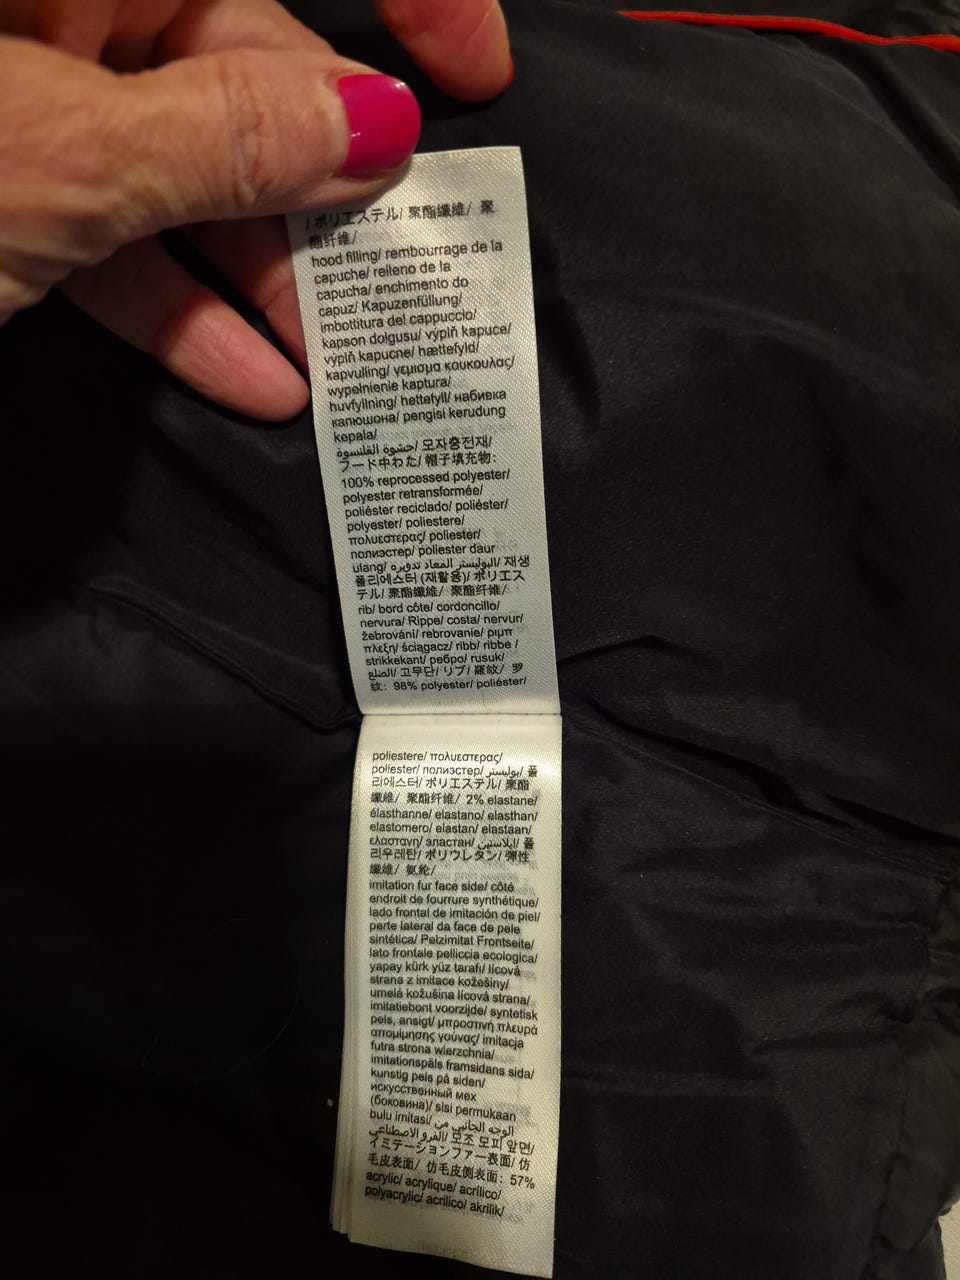 / ポリエステル/ 聚酯纖維/ 聚
酯纤维/
hood filling/ rembourrage de la
capuche/ relleno de la
capucha/ enchimento do
capuz/ Kapuzenfüllung/
imbottitura del cappuccio/
kapson dolgusu/ výplň kapuce/
výplň kapucne/ hættefyld/
kapvulling/ γεμισμα κουκουλας/
wypełnienie kaptura/
huvfyllning/ hettefyll/ набивка
капюшона/ pengisi kerudung
kepala/
حشوة القلنسوة/ 모자충전재/
フード中わた/ 帽子填充物:
100% reprocessed polyester/
polyester retransformée/
poliéster reciclado/ poliéster/
polyester/ poliestere/
πολυεστερας/ poliester/
полиэстер/ poliester daur
ulang/ البوليستر المعاد تدويره/ 재생
폴리에스터 (재활용)/ ポリエス
テル/ 聚酯纖維/ 聚酯纤维/
rib/ bord côte/ cordoncillo/
nervura/ Rippe/ costa/ nervur/
žebrování/ rebrovanie/ ριμπ
πλεξη/ ściągacz/ ribb/ ribbe /
strikkekant/ ребро/ rusuk/
الضلع/ 고무단/ リブ/ 羅紋/ 罗
纹: 98% polyester/ poliéster/
poliestere/ πολυεστερας/
poliester/ полиэстер/ بوليستر/ 폴
리에스터/ ポリエステル/ 聚酯
纖維/ 聚酯纤维/ 2% elastane/
élasthanne/ elastano/ elasthan/
elastomero/ elastan/ elastaan/
ελαστανη/ эластан/ إيلاستين/ 폴
리우레탄/ ポリウレタン/ 彈性
纖維/ 氨纶/
imitation fur face side/ côté
endroit de fourrure synthétique/
lado frontal de imitación de piel/
parte lateral da face de pele
sintética/ Pelzimitat Frontseite/
lato frontale pelliccia ecologica/
yapay kürk yüz tarafı/ lícová
strana z imitace kožešiny/
umelá kožušina lícová strana/
imitatiebont voorzijde/ syntetisk
pels, ansigt/ μπροστινή πλευρά
απομίμησης γούνας/ imitacja
futra strona wierzchnia/
imitationspäls framsidans sida/
kunstig pels på siden/
искусственный мех
(боковина)/ sisi permukaan
bulu imitasi/ الوجه الجانبي من
الفرو الاصطناعي/ 모조 모피 앞면/
イミテーションファー表面/ 仿
毛皮表面/ 仿毛皮側表面: 57%
acrylic/ acrylique/ acrílico/
polyacrylic/ acrilico/ akrilik/